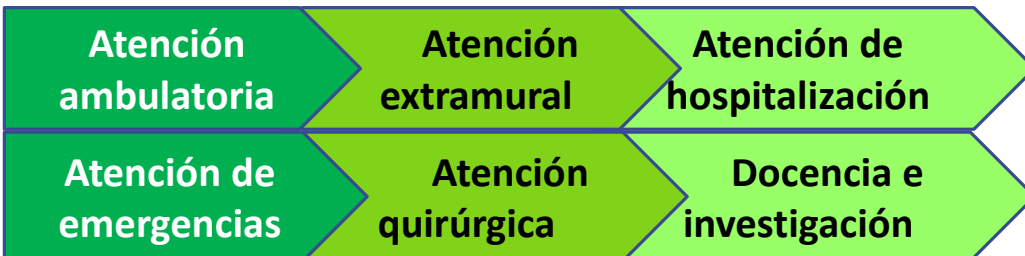 Atención
ambulatoria
Atención
extramural
Atención de
hospitalización
Atención de
emergencias
Atención
quirúrgica
Docencia e
investigación